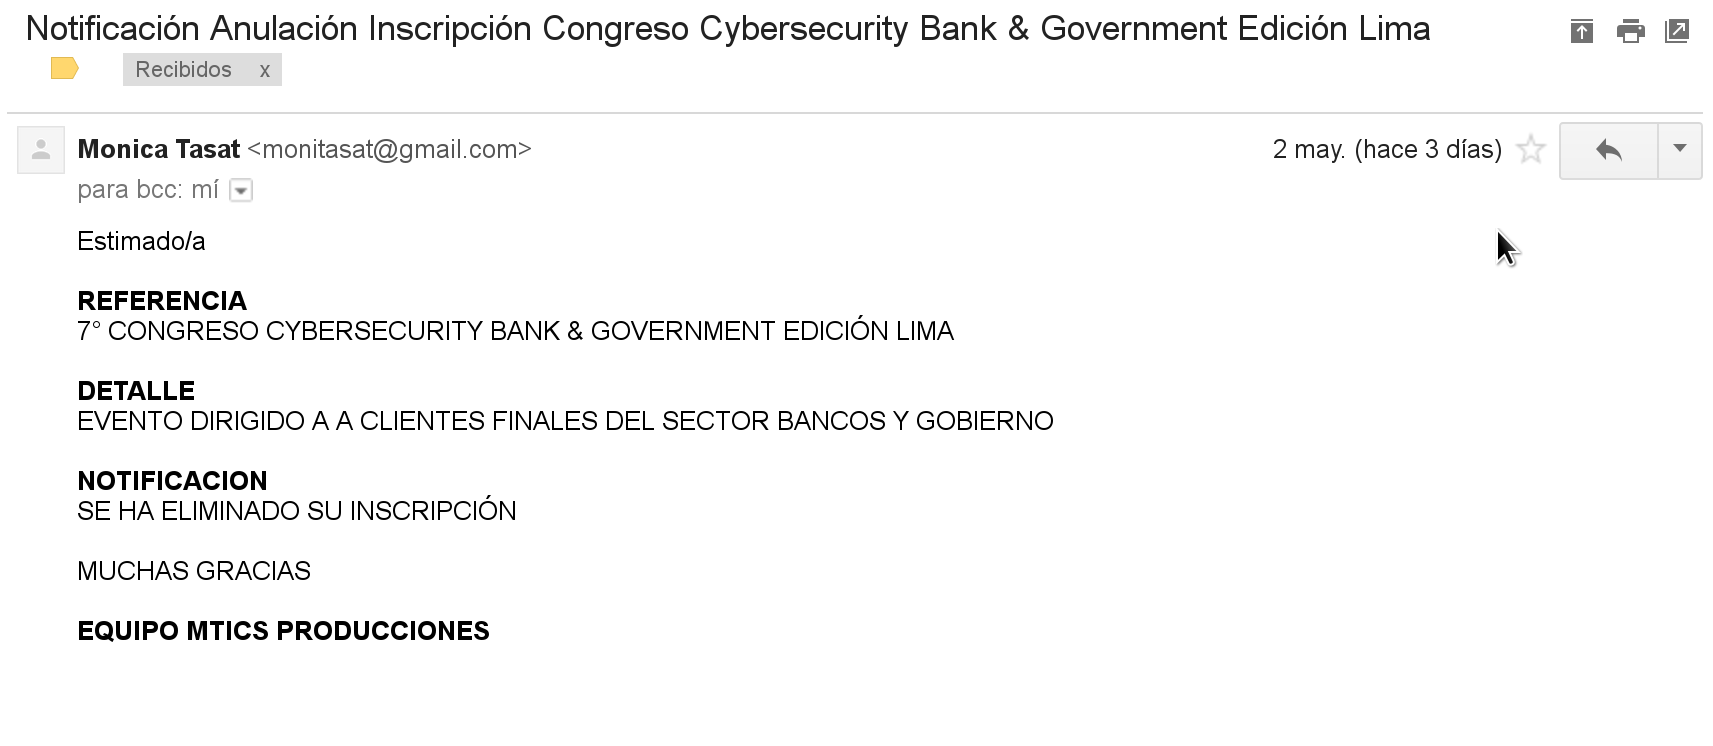 Notificación Anulación Inscripción Congreso Cybersecurity Bank & Government Edición Lima
Recibidos x
Monica Tasat <monitasat@gmail.com>
2 may. (hace 3 días)
para bcc: mí
Estimado/a
REFERENCIA
7° CONGRESO CYBERSECURITY BANK & GOVERNMENT EDICIÓN LIMA
DETALLE
EVENTO DIRIGIDO A A CLIENTES FINALES DEL SECTOR BANCOS Y GOBIERNO
NOTIFICACION
SE HA ELIMINADO SU INSCRIPCIÓN
MUCHAS GRACIAS
EQUIPO MTICS PRODUCCIONES